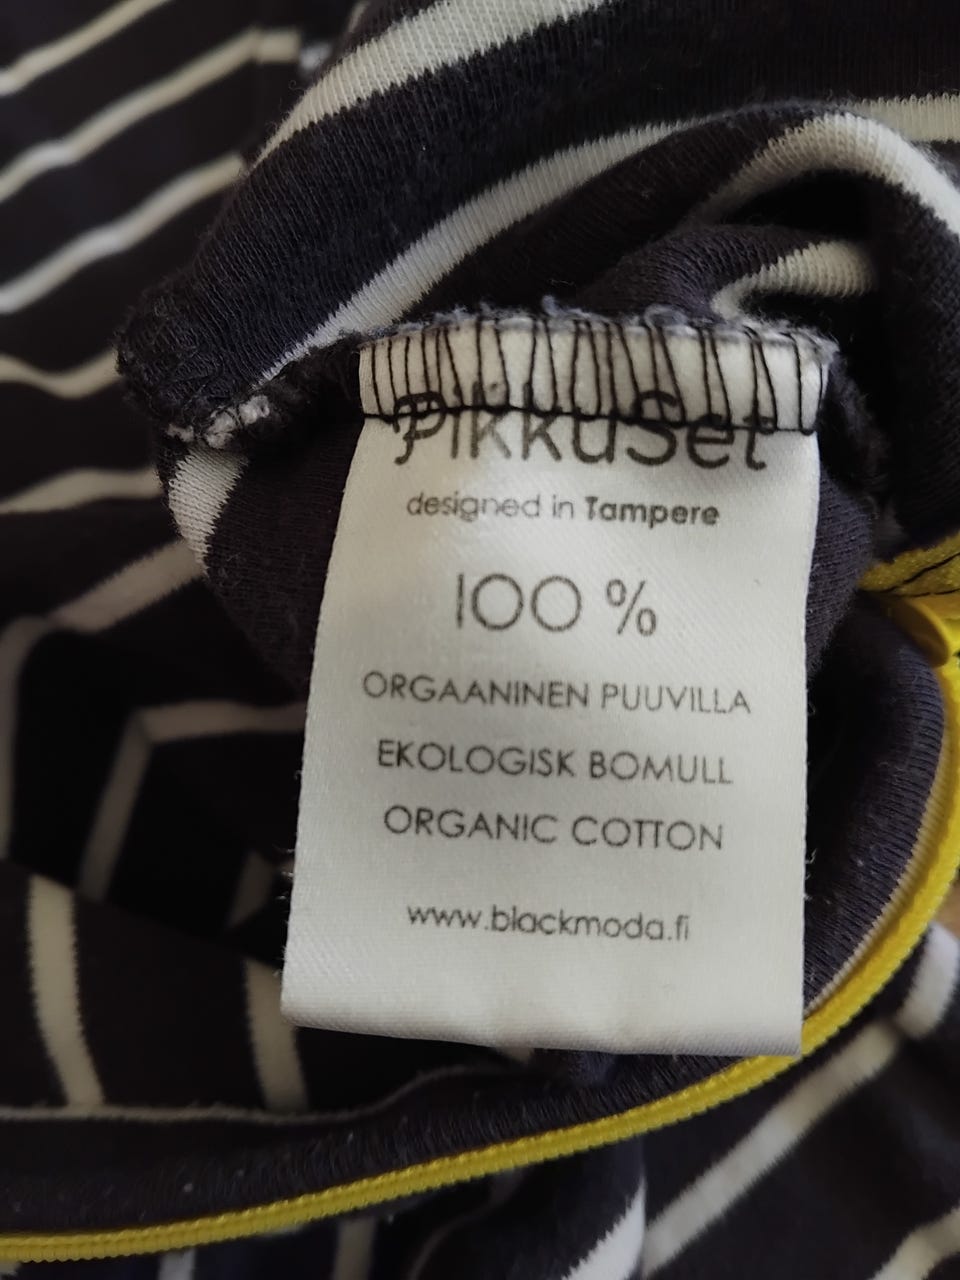 PikkuSet
designed in Tampere
100 %
ORGAANINEN PUUVILLA
EKOLOGISK BOMULL
ORGANIC COTTON
www.blackmoda.fi